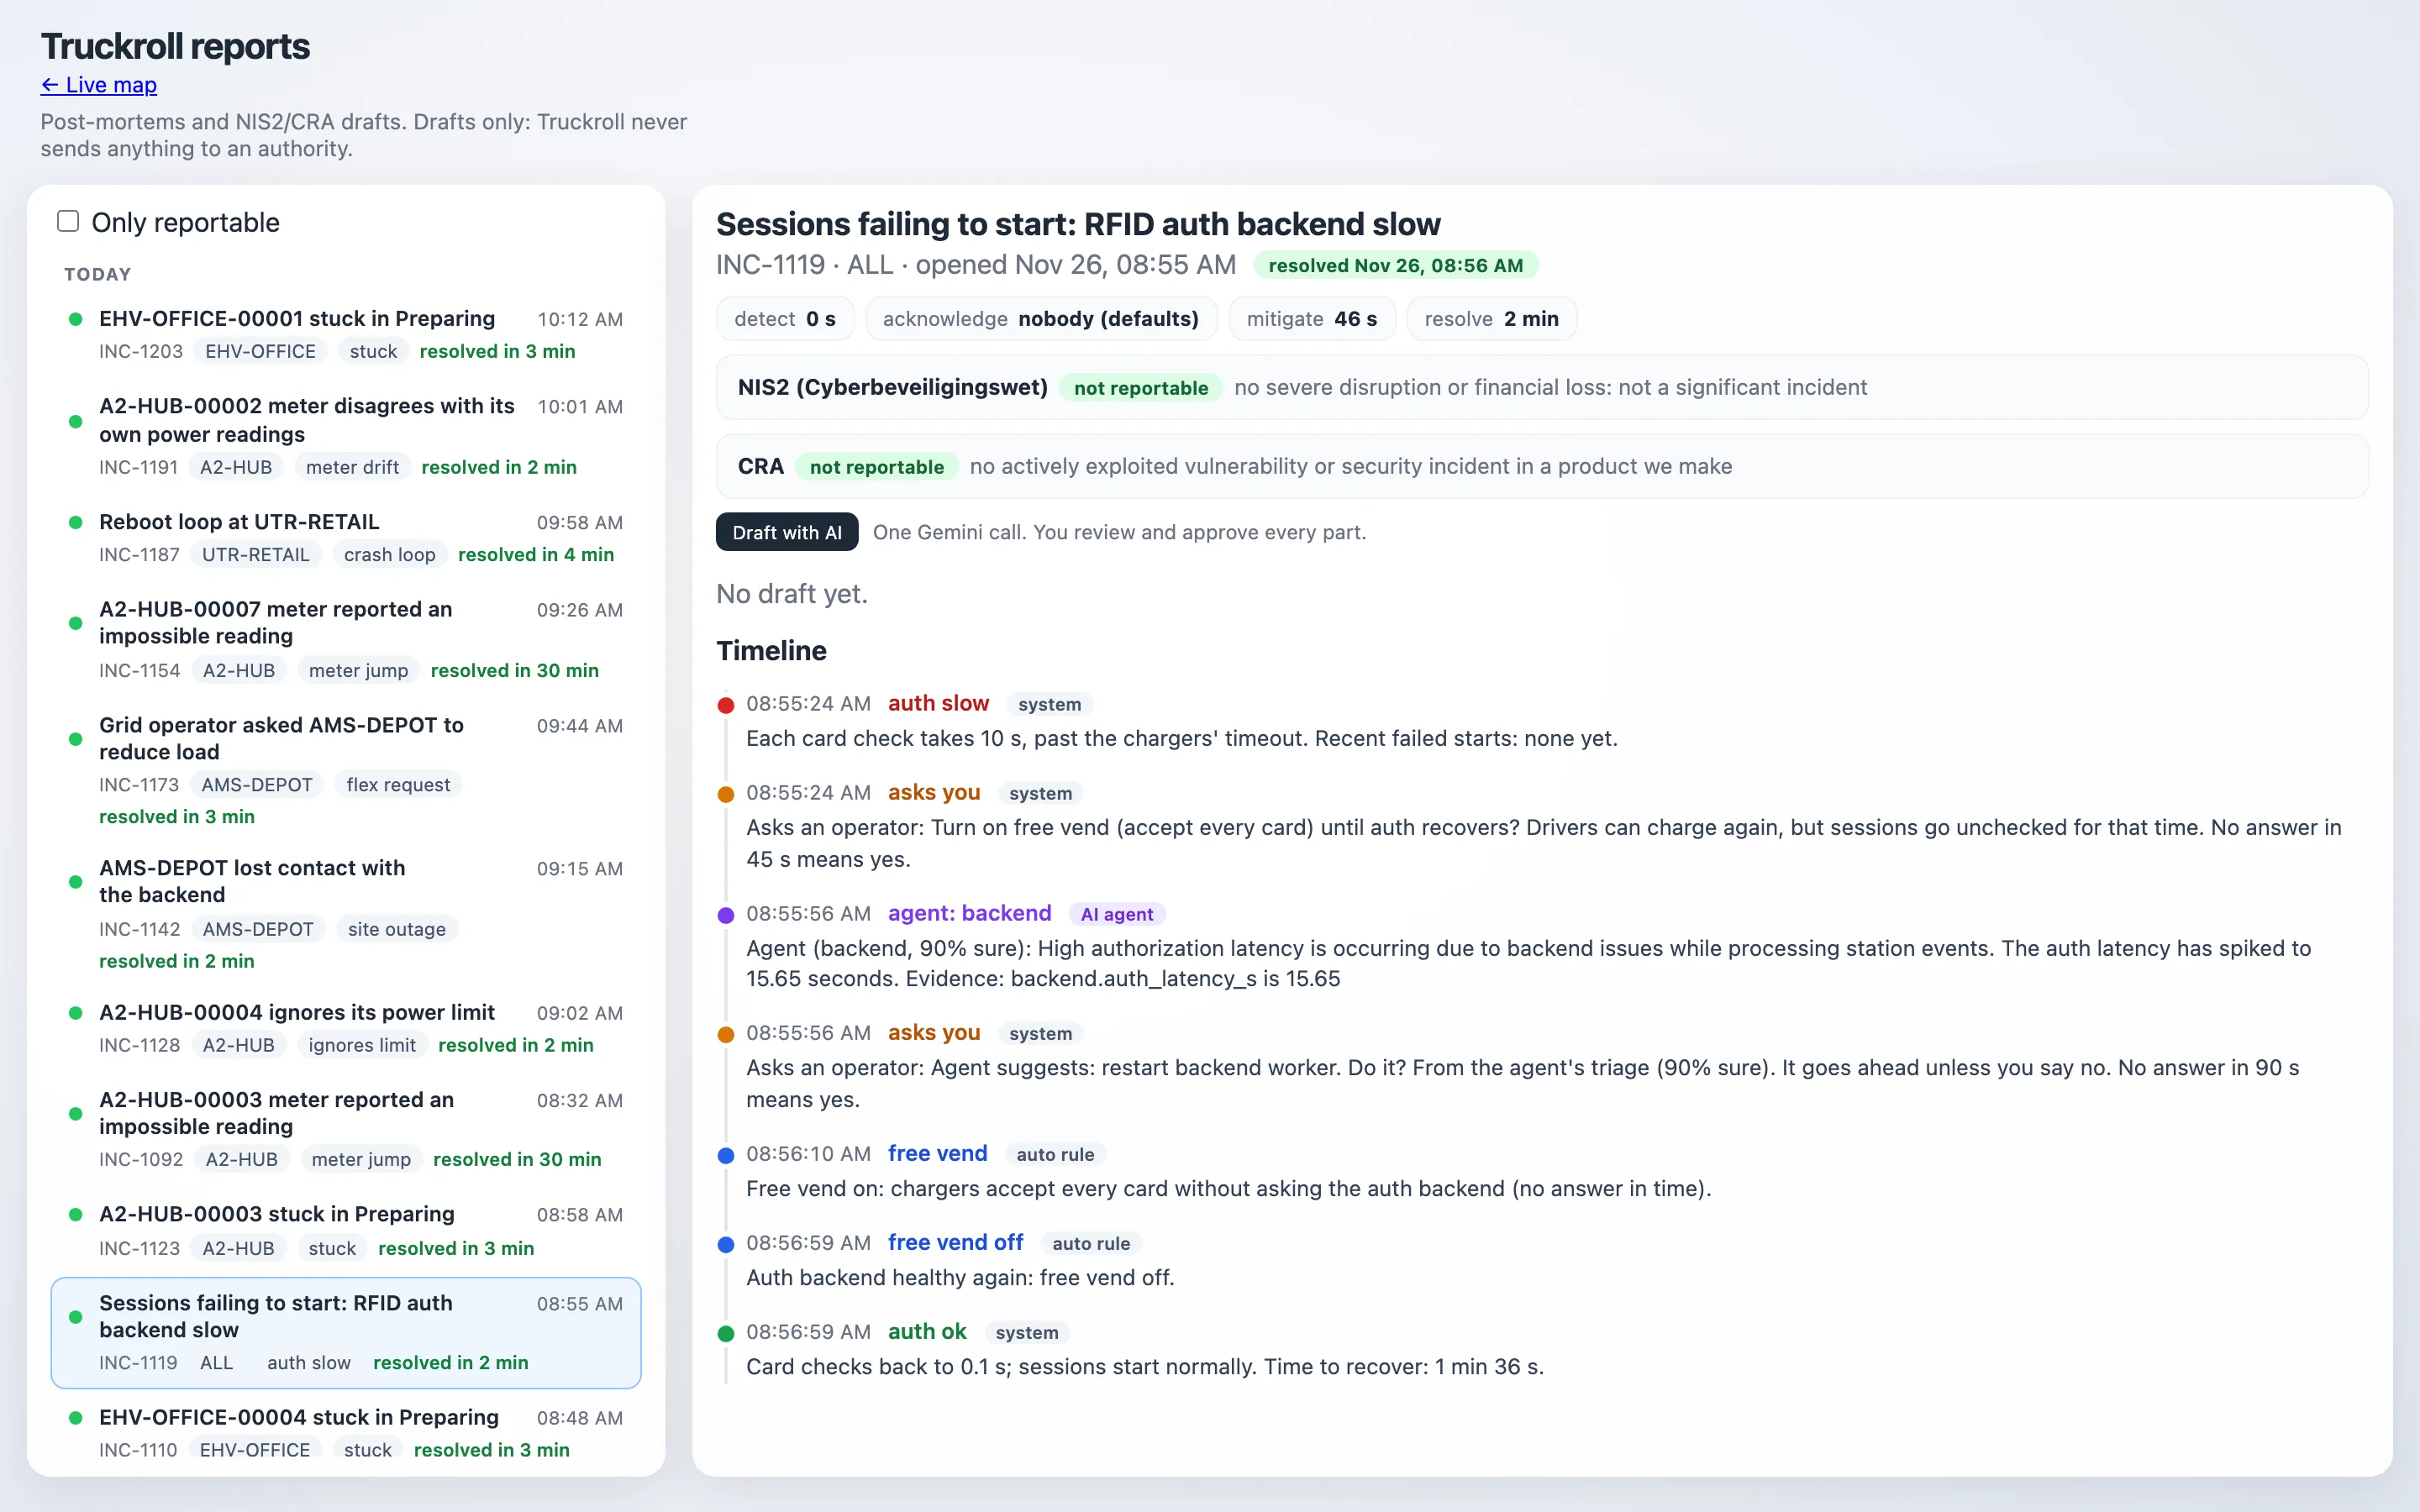 Truckroll reports
← Live map
Post-mortems and NIS2/CRA drafts. Drafts only: Truckroll never
sends anything to an authority.
Only reportable
TODAY
EHV-OFFICE-00001 stuck in Preparing 10:12 AM
INC-1203 EHV-OFFICE stuck resolved in 3 min
A2-HUB-00002 meter disagrees with its 10:01 AM
own power readings
INC-1191 A2-HUB meter drift resolved in 2 min
Reboot loop at UTR-RETAIL 09:58 AM
INC-1187 UTR-RETAIL crash loop resolved in 4 min
A2-HUB-00007 meter reported an 09:26 AM
impossible reading
INC-1154 A2-HUB meter jump resolved in 30 min
Grid operator asked AMS-DEPOT to 09:44 AM
reduce load
INC-1173 AMS-DEPOT flex request
resolved in 3 min
AMS-DEPOT lost contact with 09:15 AM
the backend
INC-1142 AMS-DEPOT site outage
resolved in 2 min
A2-HUB-00004 ignores its power limit 09:02 AM
INC-1128 A2-HUB ignores limit resolved in 2 min
A2-HUB-00003 meter reported an 08:32 AM
impossible reading
INC-1092 A2-HUB meter jump resolved in 30 min
A2-HUB-00003 stuck in Preparing 08:58 AM
INC-1123 A2-HUB stuck resolved in 3 min
Sessions failing to start: RFID auth 08:55 AM
backend slow
INC-1119 ALL auth slow resolved in 2 min
EHV-OFFICE-00004 stuck in Preparing 08:48 AM
INC-1110 EHV-OFFICE stuck resolved in 3 min
Sessions failing to start: RFID auth backend slow
INC-1119 · ALL · opened Nov 26, 08:55 AM resolved Nov 26, 08:56 AM
detect 0 s acknowledge nobody (defaults) mitigate 46 s resolve 2 min
NIS2 (Cyberbeveiligingswet) not reportable no severe disruption or financial loss: not a significant incident
CRA not reportable no actively exploited vulnerability or security incident in a product we make
Draft with AI One Gemini call. You review and approve every part.
No draft yet.
Timeline
08:55:24 AM auth slow system
Each card check takes 10 s, past the chargers' timeout. Recent failed starts: none yet.
08:55:24 AM asks you system
Asks an operator: Turn on free vend (accept every card) until auth recovers? Drivers can charge again, but sessions go unchecked for that time. No answer in
45 s means yes.
08:55:56 AM agent: backend AI agent
Agent (backend, 90% sure): High authorization latency is occurring due to backend issues while processing station events. The auth latency has spiked to
15.65 seconds. Evidence: backend.auth_latency_s is 15.65
08:55:56 AM asks you system
Asks an operator: Agent suggests: restart backend worker. Do it? From the agent's triage (90% sure). It goes ahead unless you say no. No answer in 90 s
means yes.
08:56:10 AM free vend auto rule
Free vend on: chargers accept every card without asking the auth backend (no answer in time).
08:56:59 AM free vend off auto rule
Auth backend healthy again: free vend off.
08:56:59 AM auth ok system
Card checks back to 0.1 s; sessions start normally. Time to recover: 1 min 36 s.